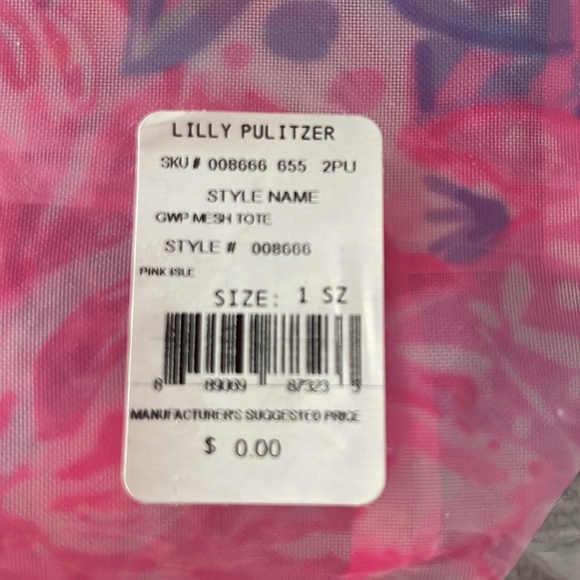 LILLY PULITZER
SKU # 008666 655 2PU
STYLE NAME
GWP MESH TOTE
STYLE # 008666
PINK ISLE
SIZE: 1 SZ
8 89069 87323 5
MANUFACTURER'S SUGGESTED PRICE
$ 0.00